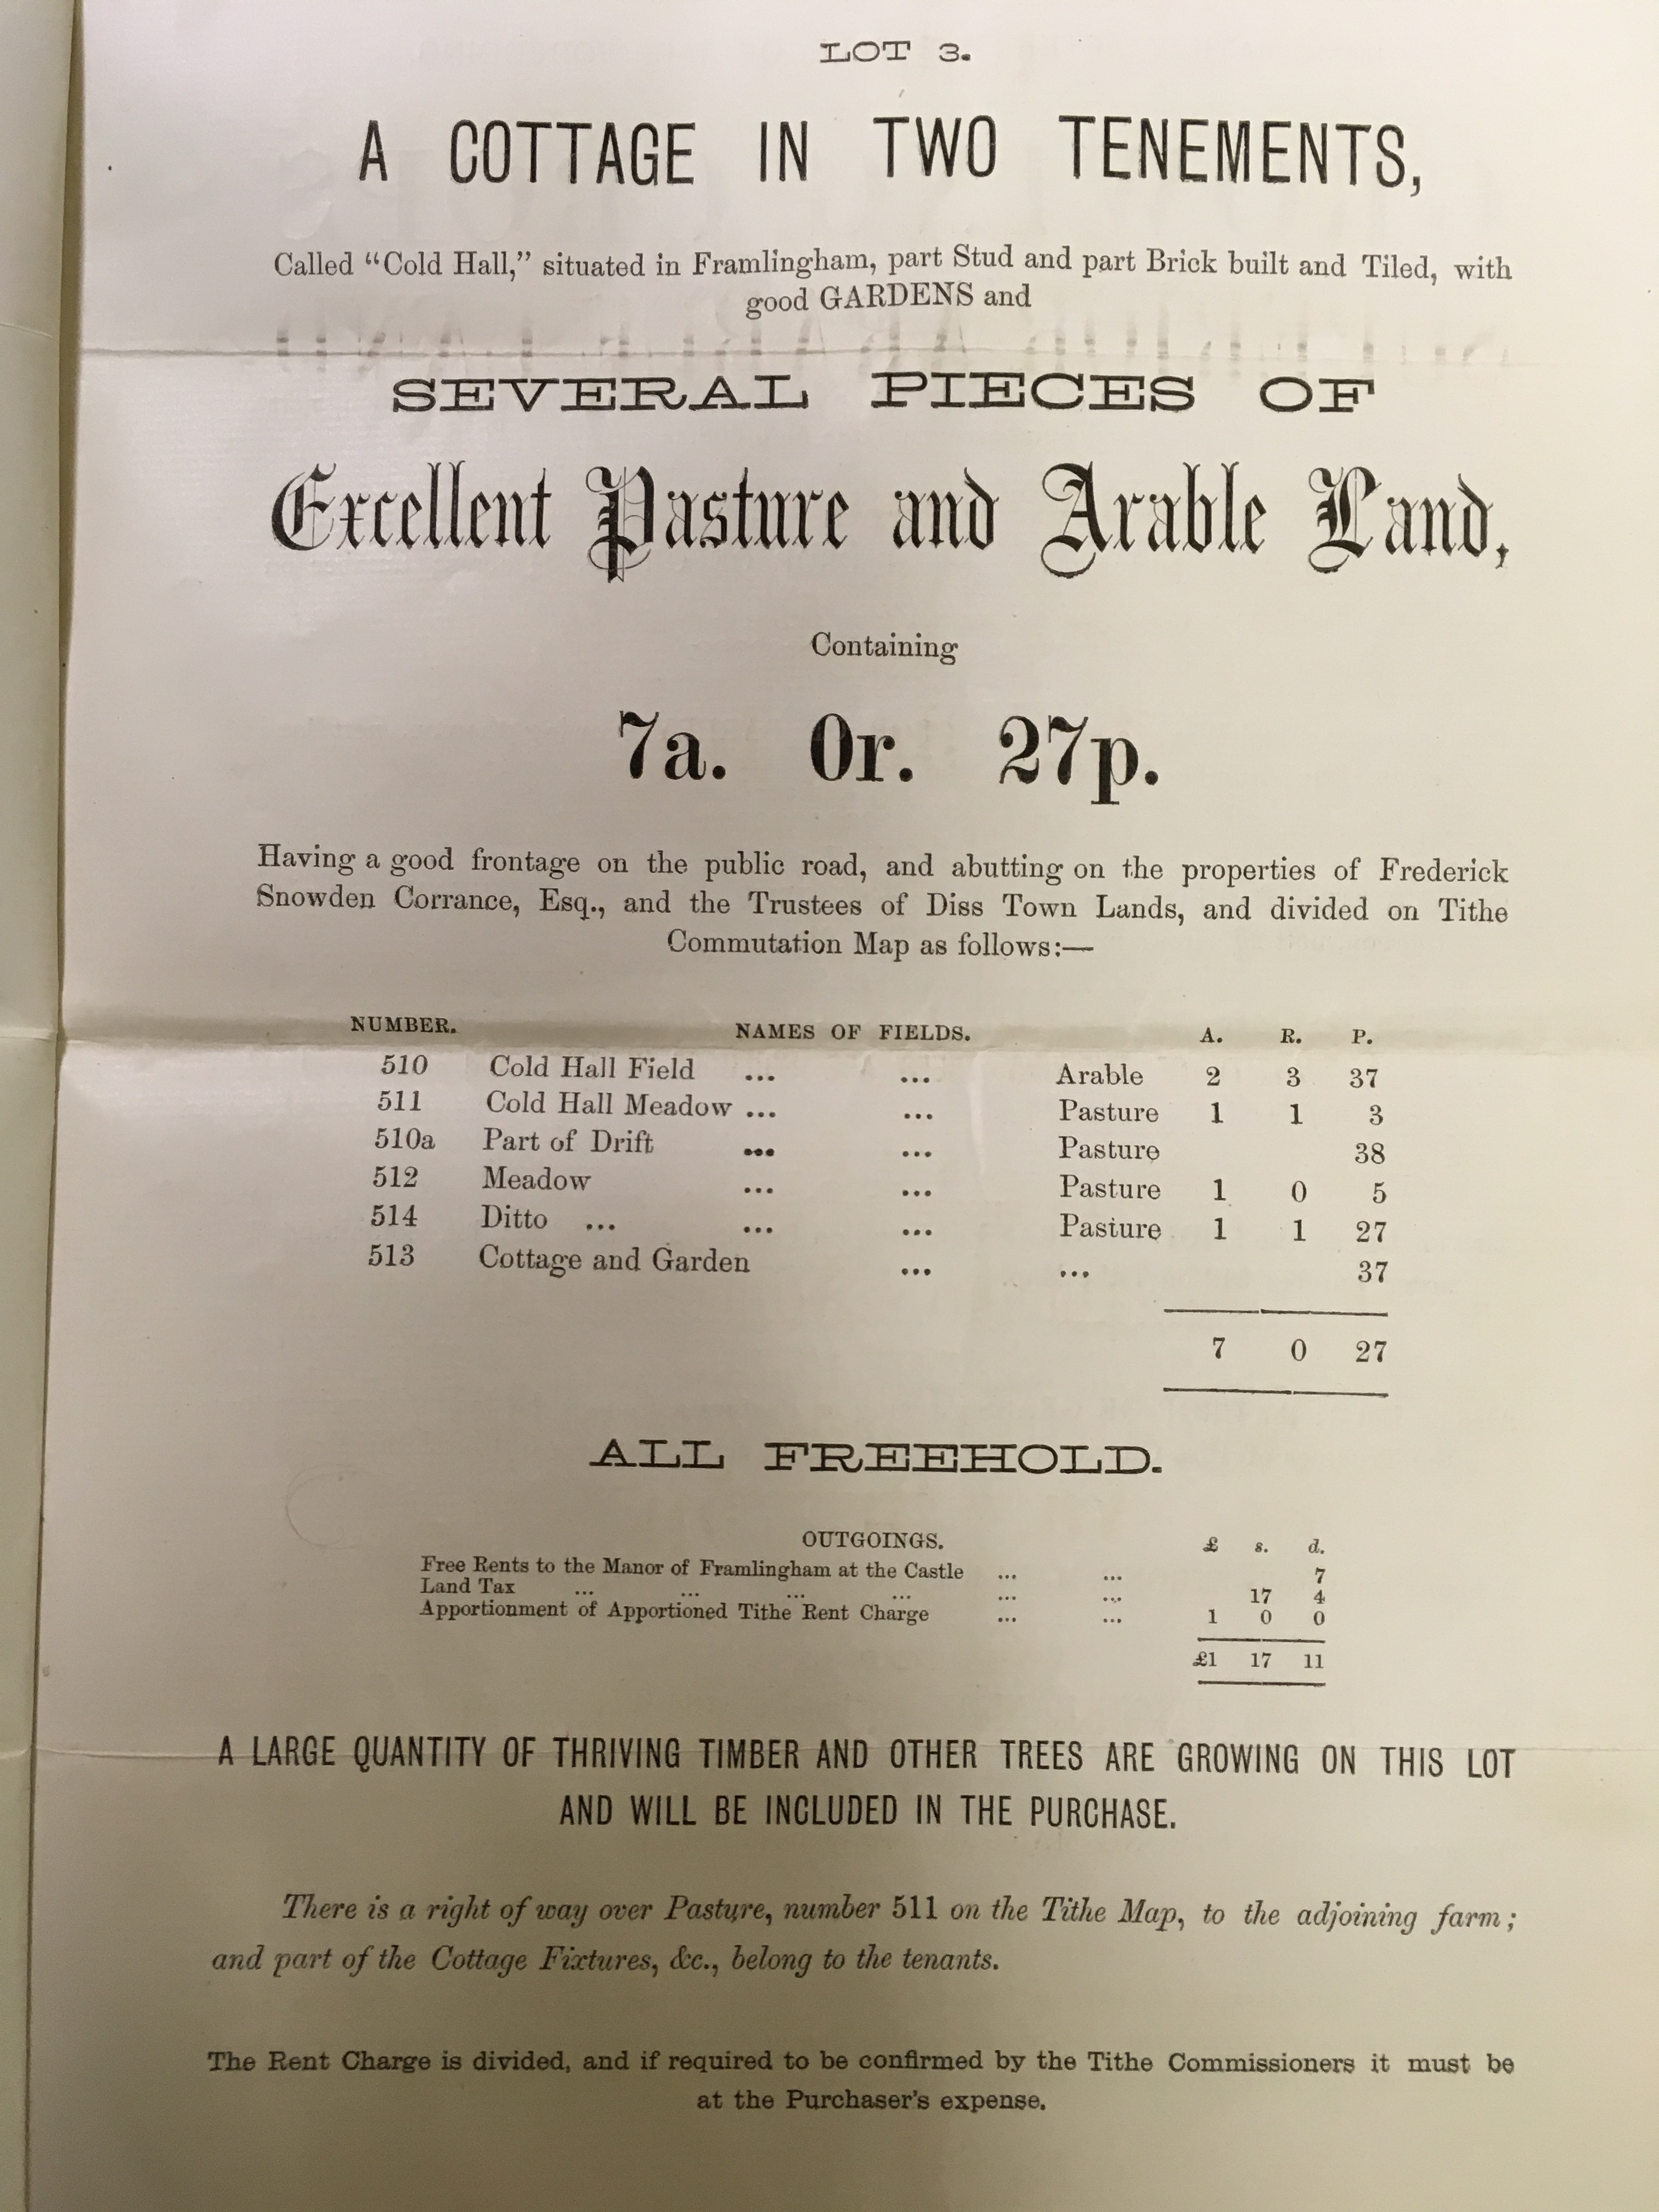 LOT 3.
A COTTAGE IN TWO TENEMENTS,
Called “Cold Hall,” situated in Framlingham, part Stud and part Brick built and Tiled, with
good GARDENS and
SEVERAL PIECES OF
Excellent Pasture and Arable Land,
Containing
7a. 0r. 27p.
Having a good frontage on the public road, and abutting on the properties of Frederick
Snowden Corrance, Esq., and the Trustees of Diss Town Lands, and divided on Tithe
Commutation Map as follows:—
NUMBER. NAMES OF FIELDS. A. R. P.
510 Cold Hall Field ... ... Arable 2 3 37
511 Cold Hall Meadow ... ... Pasture 1 1 3
510a Part of Drift ... ... Pasture 38
512 Meadow ... ... Pasture 1 0 5
514 Ditto ... ... ... Pasture 1 1 27
513 Cottage and Garden ... ... 37
7 0 27
ALL FREEHOLD.
OUTGOINGS. £ s. d.
Free Rents to the Manor of Framlingham at the Castle ... ... 7
Land Tax ... ... ... ... ... ... 17 4
Apportionment of Apportioned Tithe Rent Charge ... ... 1 0 0
£1 17 11
A LARGE QUANTITY OF THRIVING TIMBER AND OTHER TREES ARE GROWING ON THIS LOT
AND WILL BE INCLUDED IN THE PURCHASE.
There is a right of way over Pasture, number 511 on the Tithe Map, to the adjoining farm;
and part of the Cottage Fixtures, &c., belong to the tenants.
The Rent Charge is divided, and if required to be confirmed by the Tithe Commissioners it must be
at the Purchaser’s expense.